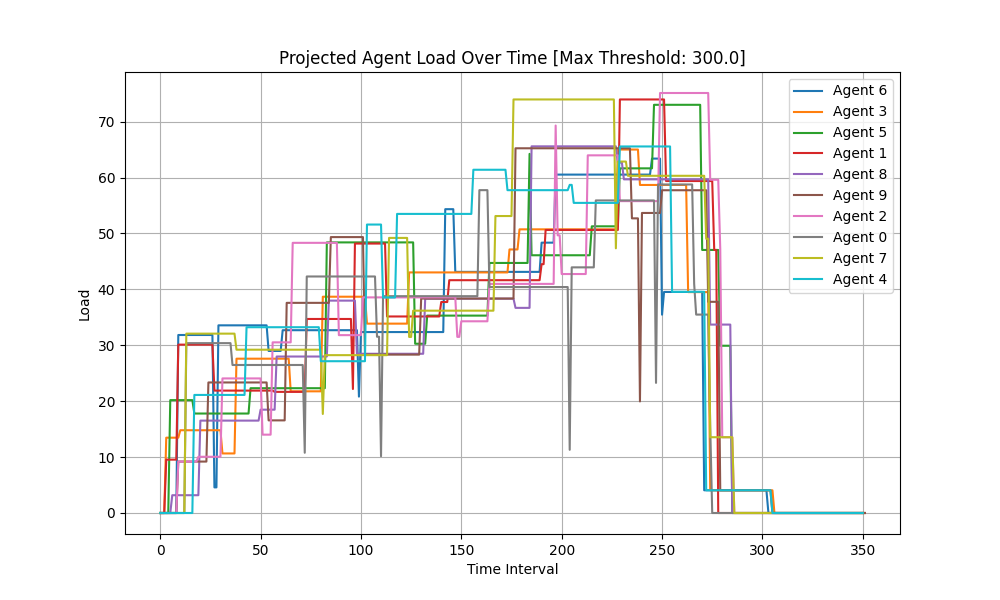 Projected Agent Load Over Time [Max Threshold: 300.0]
Load
70
60
50
40
30
20
10
0
0 50 100 150 200 250 300 350
Time Interval
Agent 6
Agent 3
Agent 5
Agent 1
Agent 8
Agent 9
Agent 2
Agent 0
Agent 7
Agent 4